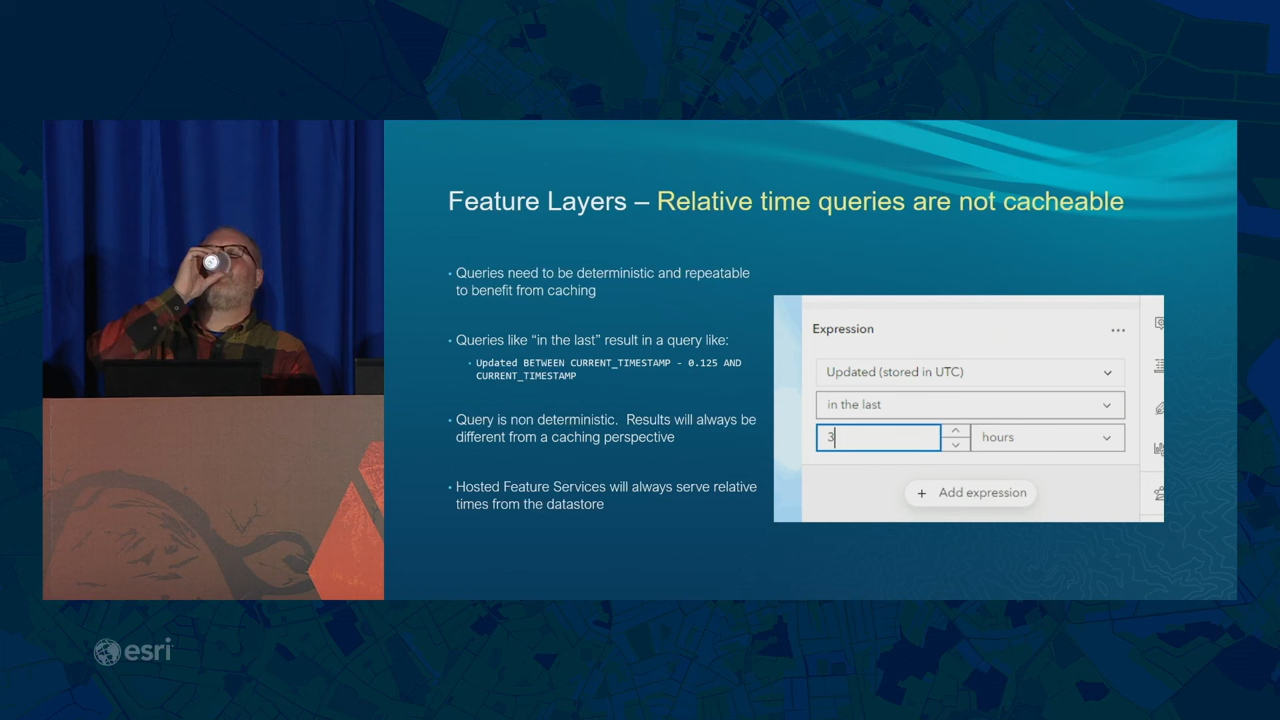 Feature Layers – Relative time queries are not cacheable
• Queries need to be deterministic and repeatable
to benefit from caching
• Queries like “in the last” result in a query like:
• Updated BETWEEN CURRENT_TIMESTAMP - 0.125 AND
CURRENT_TIMESTAMP
• Query is non deterministic.  Results will always be
different from a caching perspective
• Hosted Feature Services will always serve relative
times from the datastore
Expression
Updated (stored in UTC)
in the last
3
hours
+ Add expression
esri